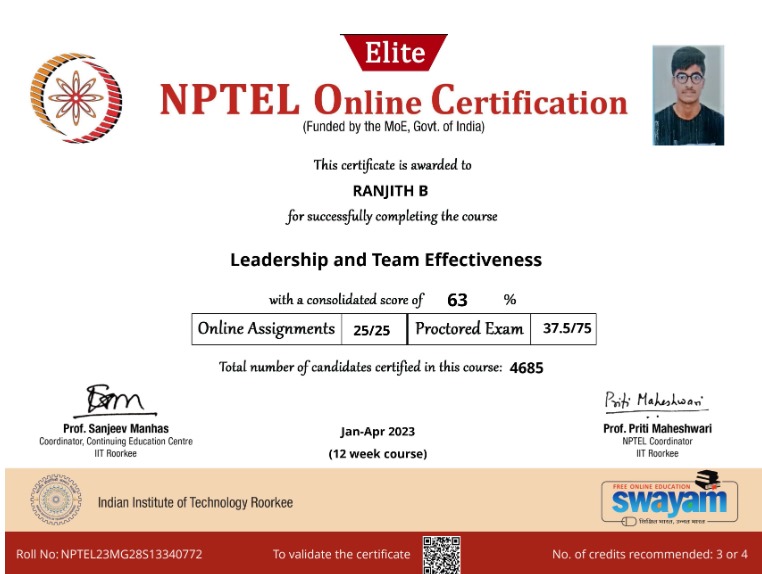 Elite
NPTEL Online Certification
(Funded by the MoE, Govt. of India)
This certificate is awarded to
RANJITH B
for successfully completing the course
Leadership and Team Effectiveness
with a consolidated score of 63 %
Online Assignments 25/25 Proctored Exam 37.5/75
Total number of candidates certified in this course: 4685
Priti Maheshwari
Prof. Sanjeev Manhas
Coordinator, Continuing Education Centre
IIT Roorkee
Jan-Apr 2023
(12 week course)
Prof. Priti Maheshwari
NPTEL Coordinator
IIT Roorkee
Indian Institute of Technology Roorkee
FREE ONLINE EDUCATION
swayam
शिक्षित भारत, उन्नत भारत
Roll No: NPTEL23MG28S13340772 To validate the certificate No. of credits recommended: 3 or 4